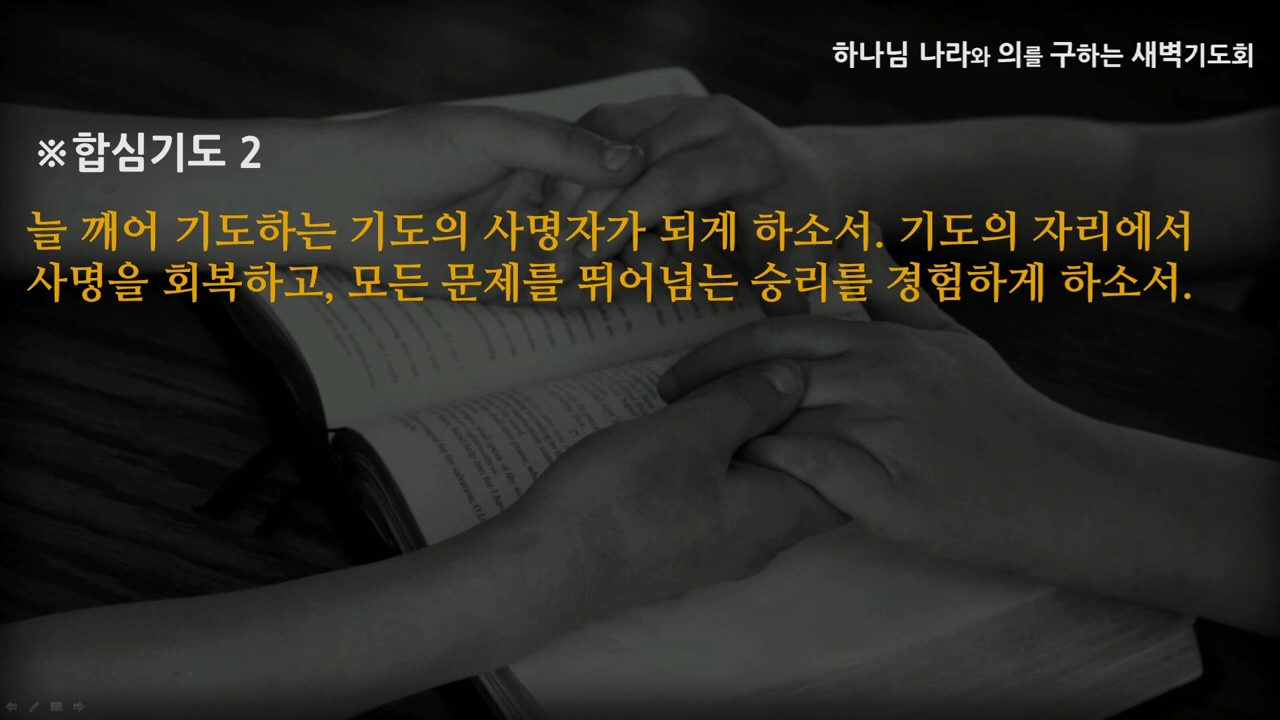 하나님 나라와 의를 구하는 새벽기도회
※합심기도 2
늘 깨어 기도하는 기도의 사명자가 되게 하소서. 기도의 자리에서
사명을 회복하고, 모든 문제를 뛰어넘는 승리를 경험하게 하소서.